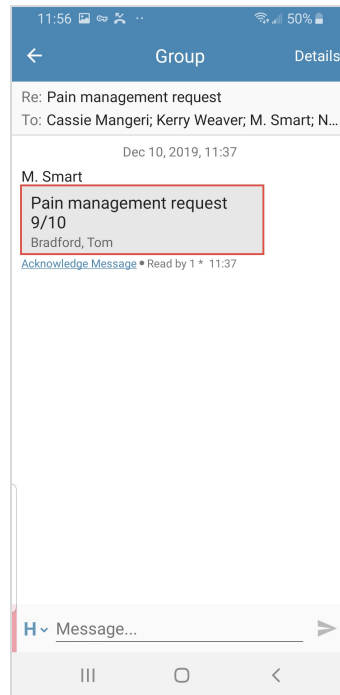 11:56 50%
Group Details
Re: Pain management request
To: Cassie Mangeri; Kerry Weaver; M. Smart; N...
Dec 10, 2019, 11:37
M. Smart
Pain management request
9/10
Bradford, Tom
Acknowledge Message • Read by 1 * 11:37
H Message...